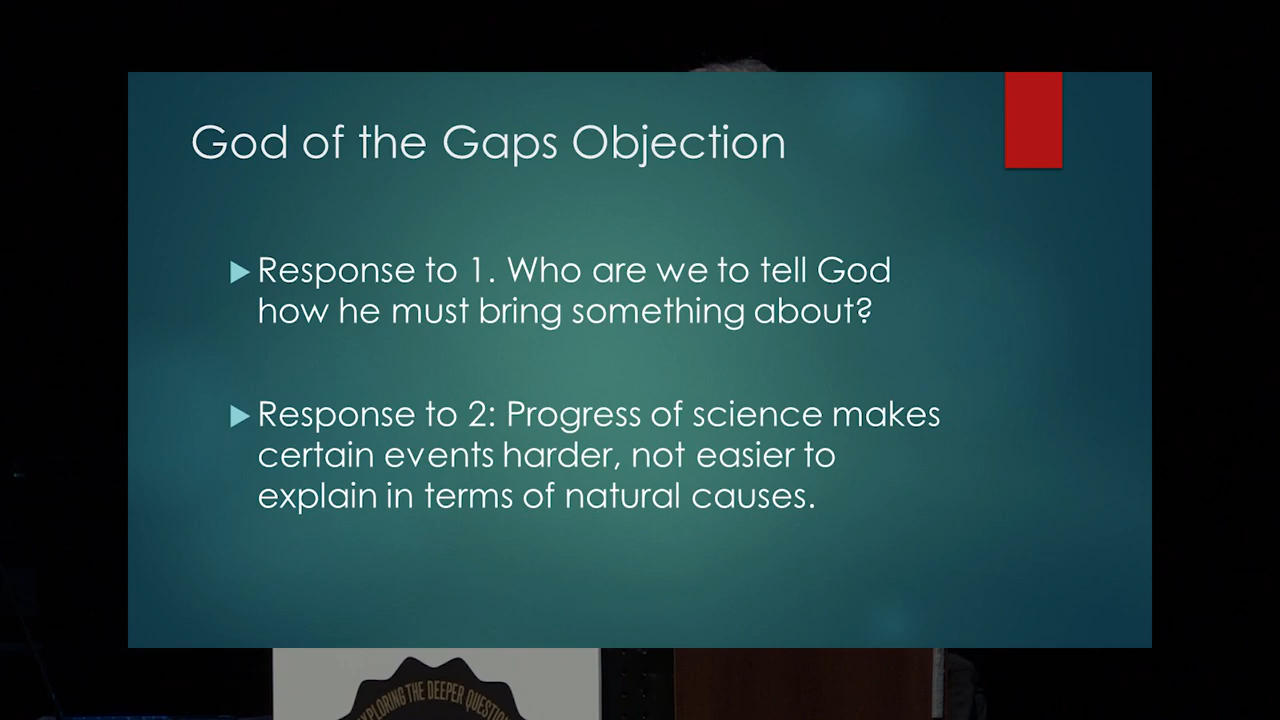 God of the Gaps Objection
Response to 1. Who are we to tell God
how he must bring something about?
Response to 2: Progress of science makes
certain events harder, not easier to
explain in terms of natural causes.
EXPLORING THE DEEPER